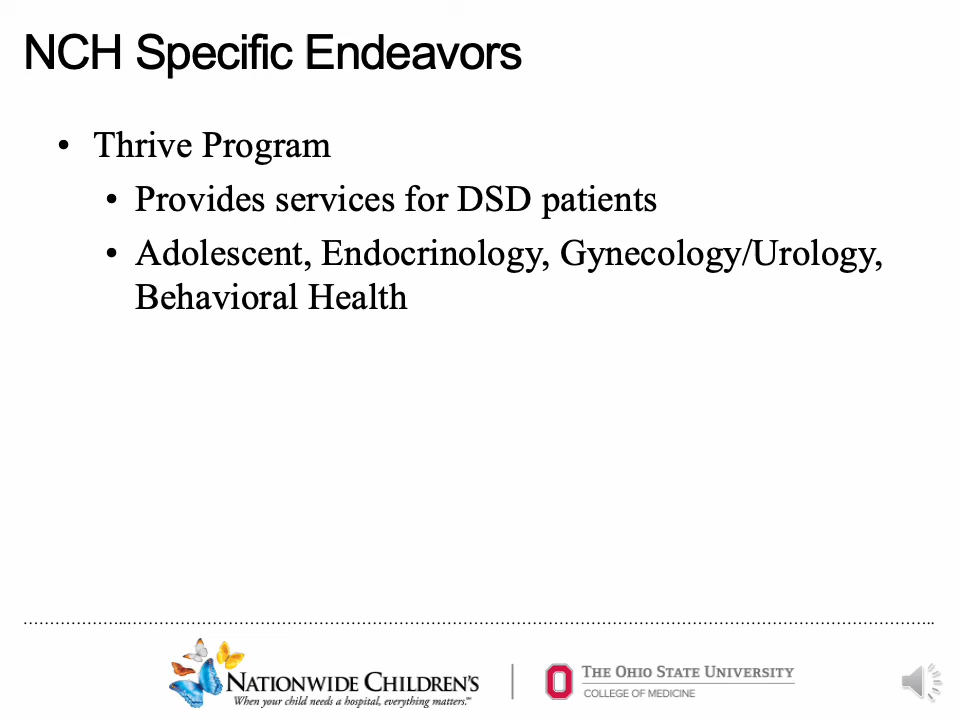 NCH Specific Endeavors
• Thrive Program
• Provides services for DSD patients
• Adolescent, Endocrinology, Gynecology/Urology,
Behavioral Health
NATIONWIDE CHILDREN'S
When your child needs a hospital, everything matters.™
THE OHIO STATE UNIVERSITY
COLLEGE OF MEDICINE